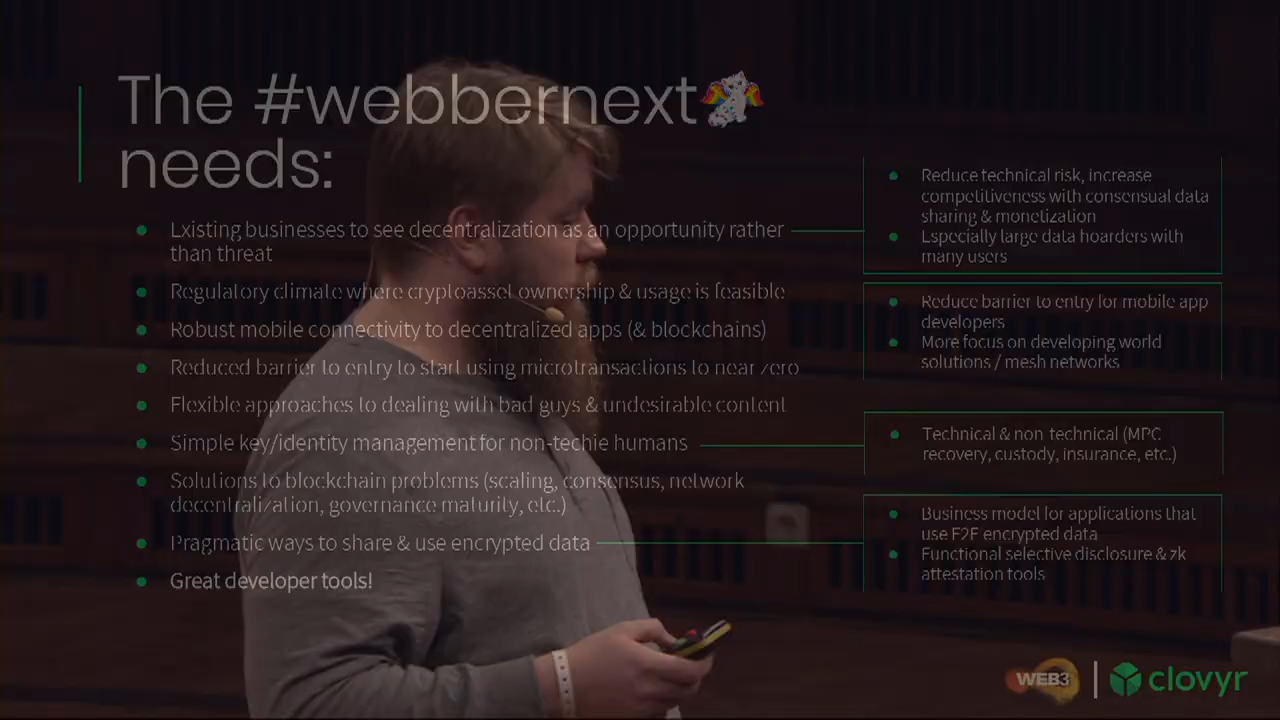 The #webbernext
needs:
Existing businesses to see decentralization as an opportunity rather
than threat
Regulatory climate where cryptoasset ownership & usage is feasible
Robust mobile connectivity to decentralized apps (& blockchains)
Reduced barrier to entry to start using microtransactions to near zero
Flexible approaches to dealing with bad guys & undesirable content
Simple key/identity management for non-techie humans
Solutions to blockchain problems (scaling, consensus, network
decentralization, governance maturity, etc.)
Pragmatic ways to share & use encrypted data
Great developer tools!
Reduce technical risk, increase
competitiveness with consensual data
sharing & monetization
Especially large data hoarders with
many users
Reduce barrier to entry for mobile app
developers
More focus on developing world
solutions / mesh networks
Technical & non-technical (MPC
recovery, custody, insurance, etc.)
Business model for applications that
use E2E encrypted data
Functional selective disclosure & zk
attestation tools
WEB3
clovyr